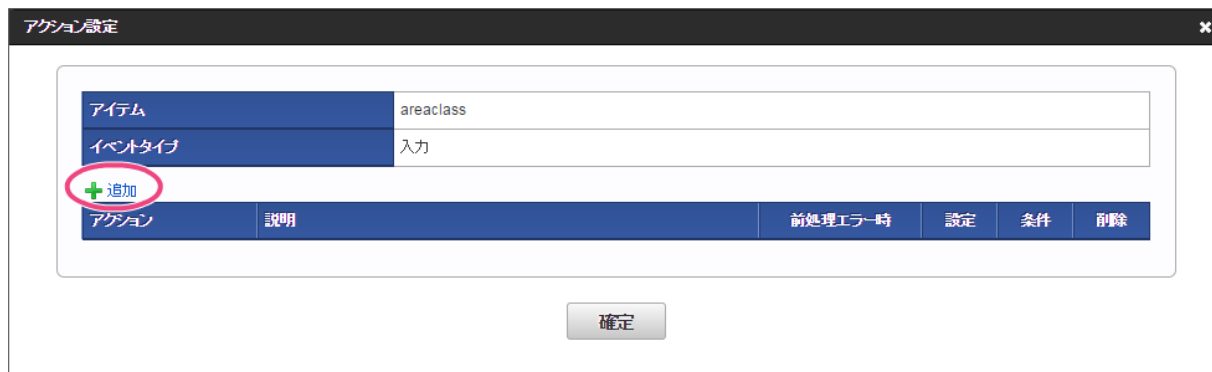 アクション設定
アイテム areaclass
イベントタイプ 入力
追加
アクション 説明 前処理エラー時 設定 条件 削除
確定